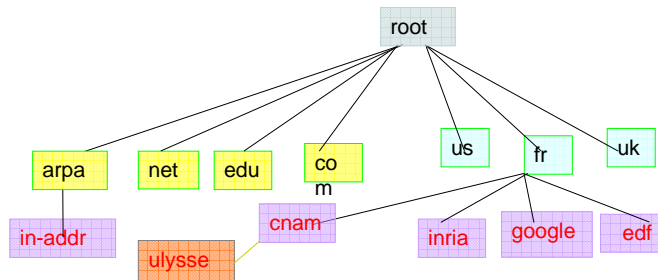 root
arpa
net
edu
co
m
us
fr
uk
in-addr
cnam
inria
google
edf
ulysse